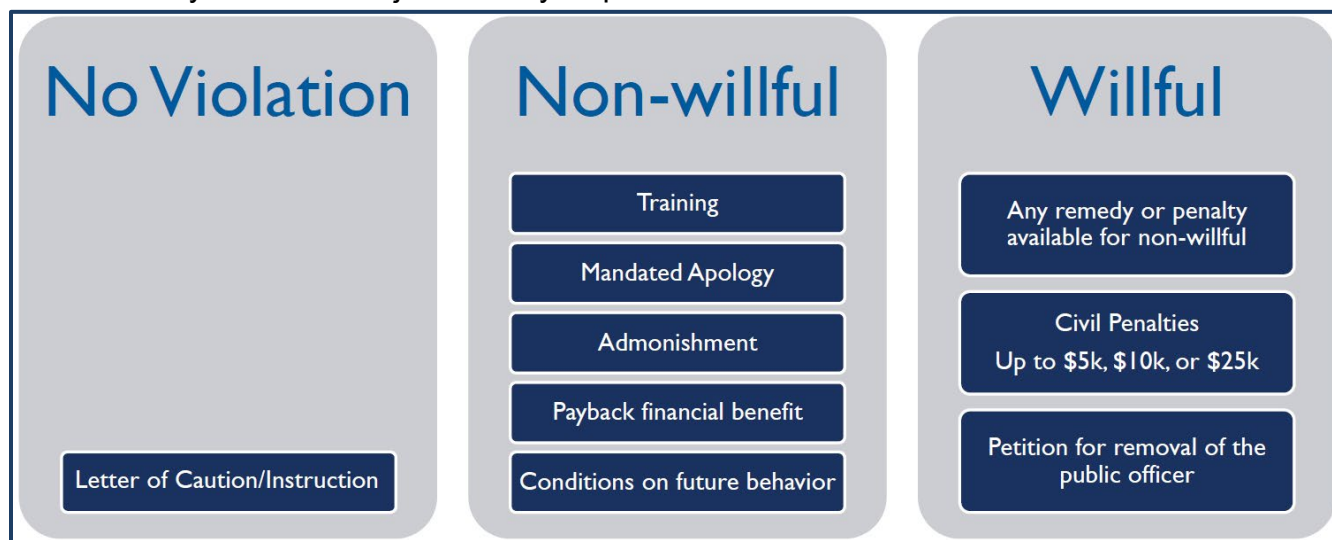 No Violation
Letter of Caution/Instruction
Non-willful
Training
Mandated Apology
Admonishment
Payback financial benefit
Conditions on future behavior
Willful
Any remedy or penalty
available for non-willful
Civil Penalties
Up to $5k, $10k, or $25k
Petition for removal of the
public officer